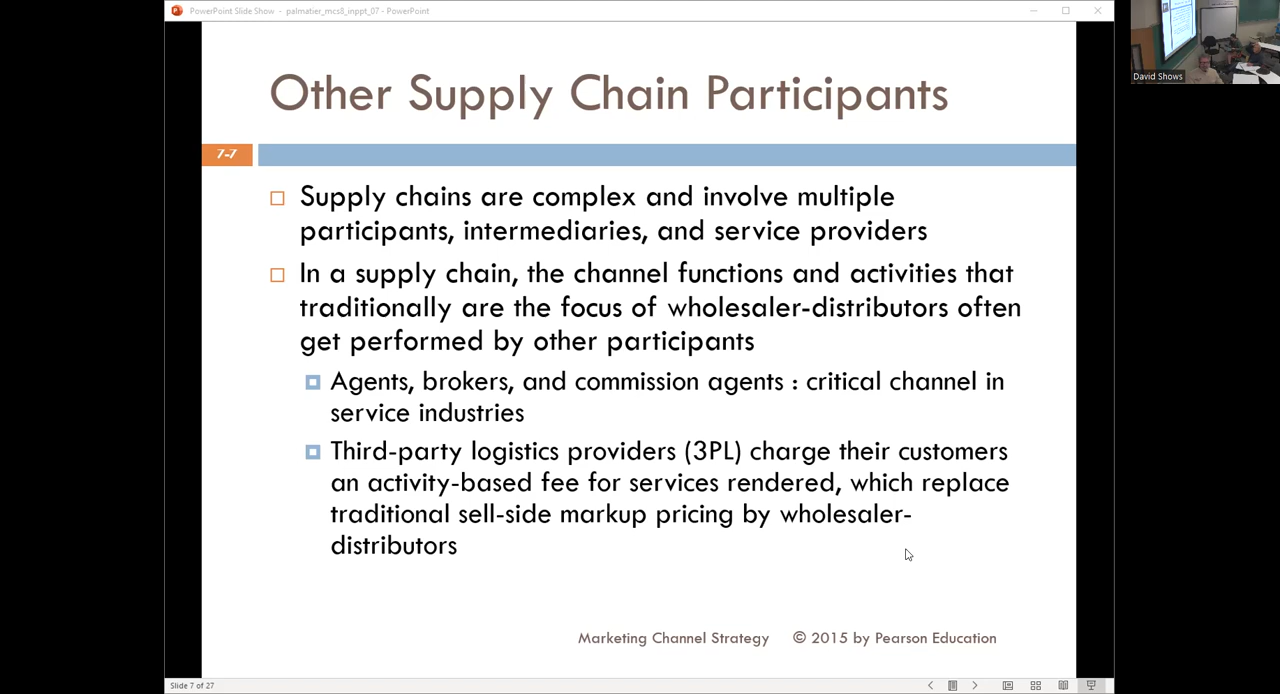 PowerPoint Slide Show - palmatier_mcs8_inppt_07 - PowerPoint
David Shows
Other Supply Chain Participants
7-7
Supply chains are complex and involve multiple
participants, intermediaries, and service providers
In a supply chain, the channel functions and activities that
traditionally are the focus of wholesaler-distributors often
get performed by other participants
Agents, brokers, and commission agents : critical channel in
service industries
Third-party logistics providers (3PL) charge their customers
an activity-based fee for services rendered, which replace
traditional sell-side markup pricing by wholesaler-
distributors
Marketing Channel Strategy © 2015 by Pearson Education
Slide 7 of 27